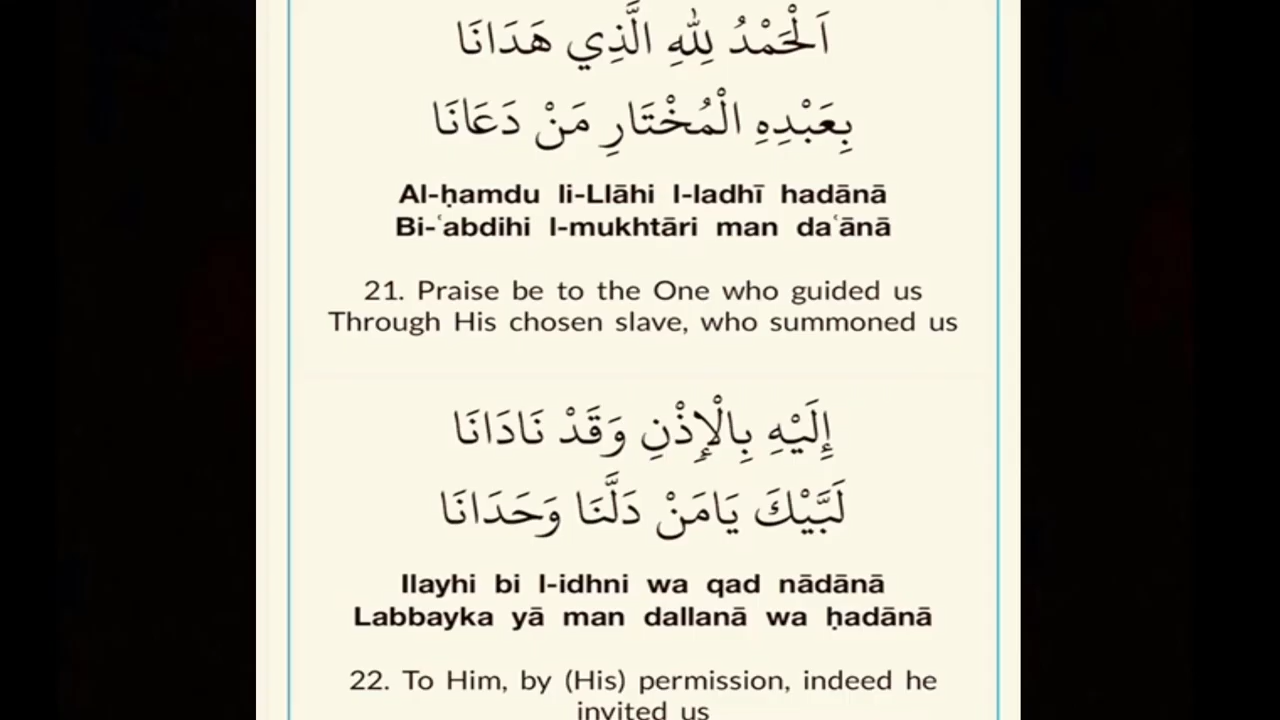 اَلْحَمْدُ لِلّٰهِ الَّذِي هَدَانَا
بِعَبْدِهِ الْمُخْتَارِ مَنْ دَعَانَا
Al-ḥamdu li-Llāhi l-ladhī hadānā
Bi-ʿabdihi l-mukhtāri man daʿānā
21. Praise be to the One who guided us
Through His chosen slave, who summoned us
إِلَيْهِ بِالْإِذْنِ وَقَدْ نَادَانَا
لَبَّيْكَ يَامَنْ دَلَّنَا وَحَدَانَا
Ilayhi bi l-idhni wa qad nādānā
Labbayka yā man dallanā wa ḥadānā
22. To Him, by (His) permission, indeed he
invited us